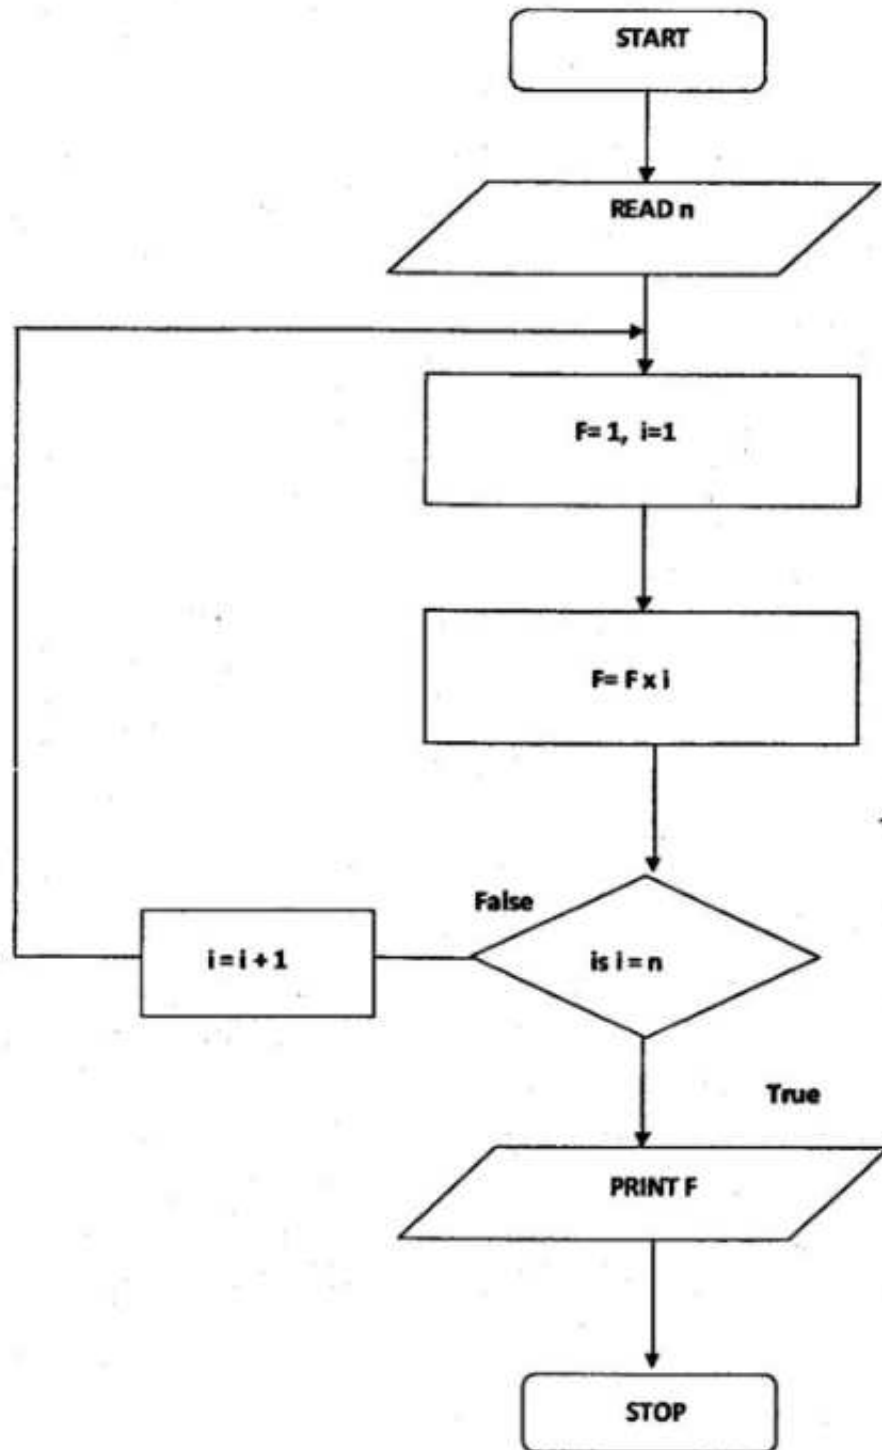 START
READ n
F= 1, i=1
F= F x i
False
i = i + 1
is i = n
True
PRINT F
STOP